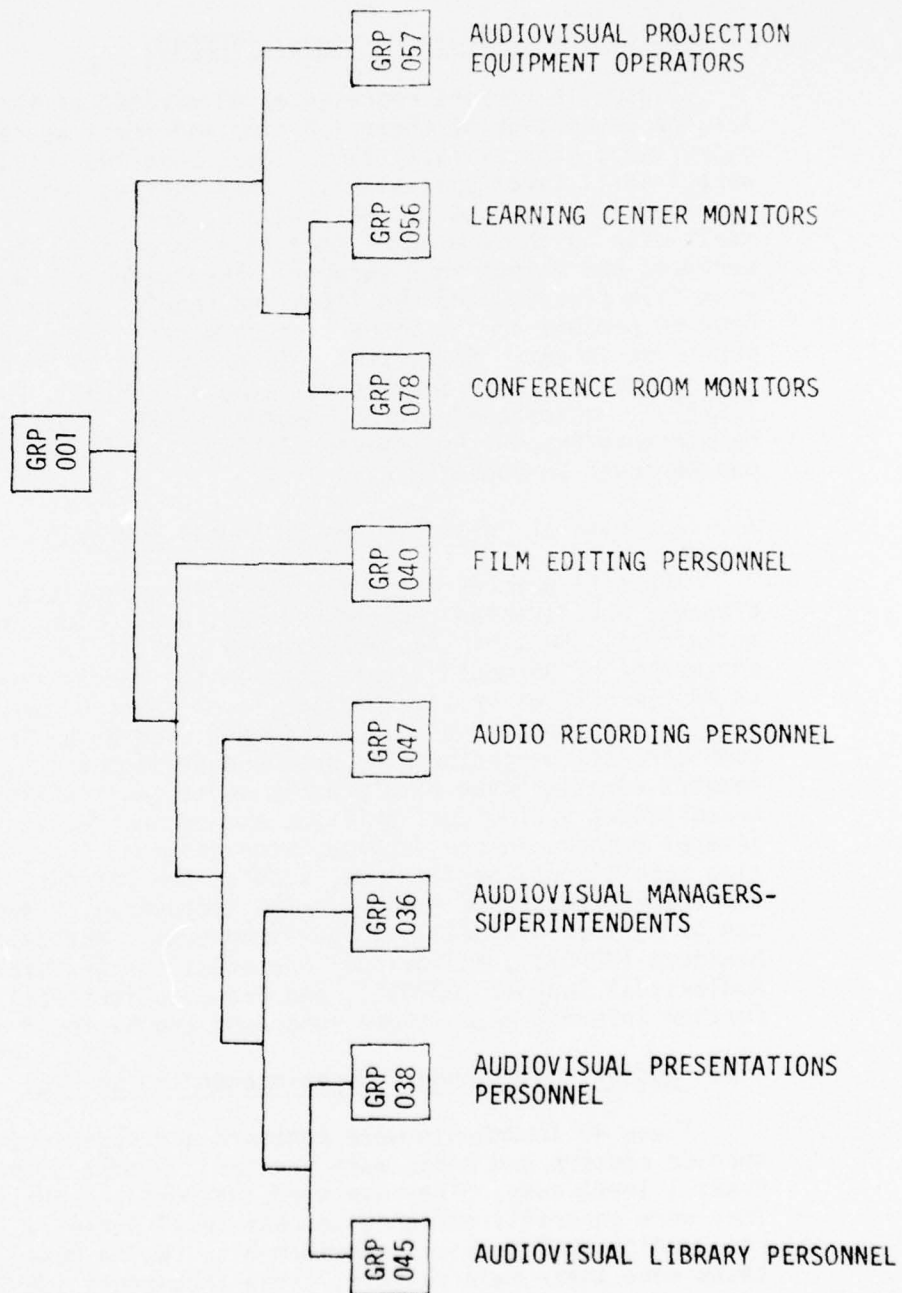 GRP
057
AUDIOVISUAL PROJECTION
EQUIPMENT OPERATORS
GRP
056
LEARNING CENTER MONITORS
GRP
078
CONFERENCE ROOM MONITORS
GRP
001
GRP
040
FILM EDITING PERSONNEL
GRP
047
AUDIO RECORDING PERSONNEL
GRP
036
AUDIOVISUAL MANAGERS-
SUPERINTENDENTS
GRP
038
AUDIOVISUAL PRESENTATIONS
PERSONNEL
GRP
045
AUDIOVISUAL LIBRARY PERSONNEL